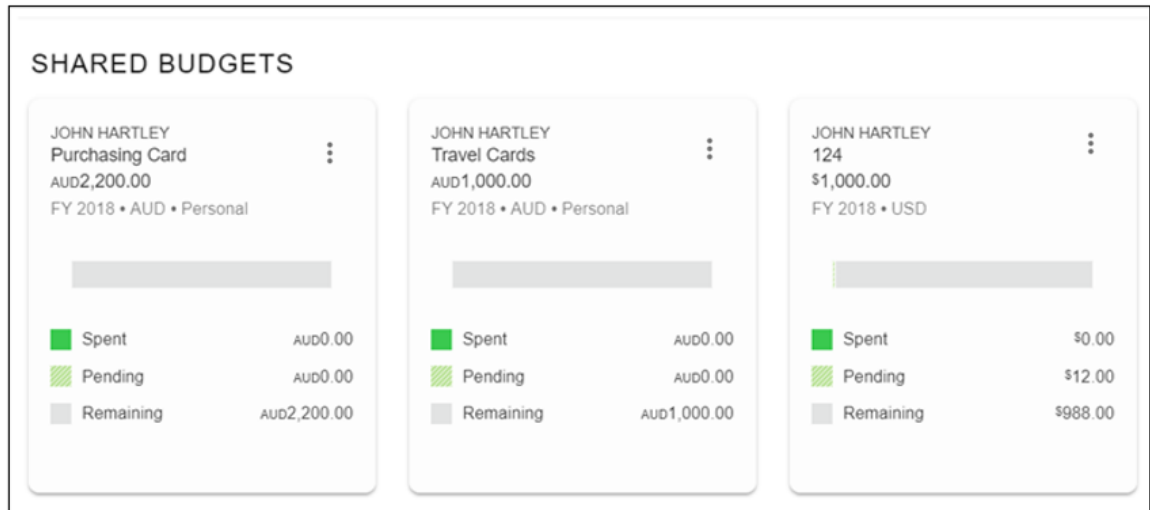 SHARED BUDGETS
JOHN HARTLEY
Purchasing Card
AUD2,200.00
FY 2018 • AUD • Personal
Spent AUD0.00
Pending AUD0.00
Remaining AUD2,200.00
JOHN HARTLEY
Travel Cards
AUD1,000.00
FY 2018 • AUD • Personal
Spent AUD0.00
Pending AUD0.00
Remaining AUD1,000.00
JOHN HARTLEY
124
$1,000.00
FY 2018 • USD
Spent $0.00
Pending $12.00
Remaining $988.00